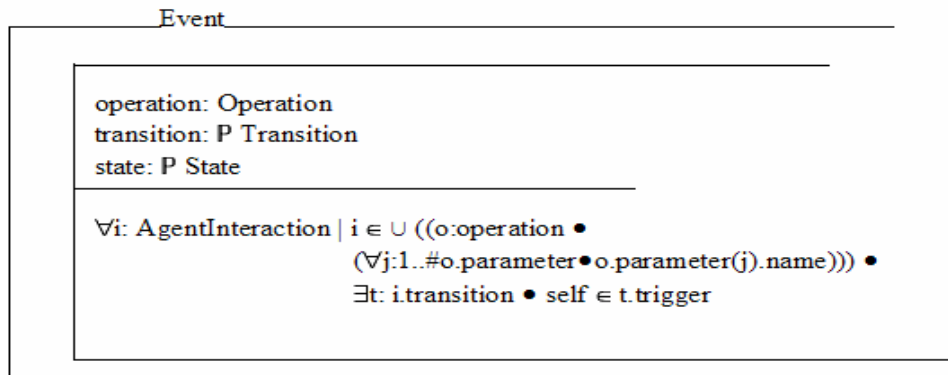 Event
operation: Operation
transition: ℙ Transition
state: ℙ State
∀i: AgentInteraction | i ∈ ∪ ((o:operation •
(∀j:1..#o.parameter•o.parameter(j).name))) •
∃t: i.transition • self ∈ t.trigger